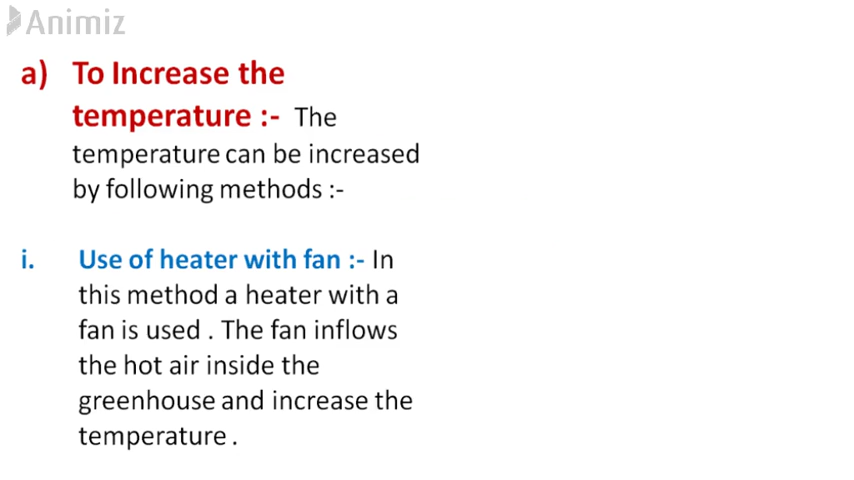 Animiz
a) To Increase the
temperature :- The
temperature can be increased
by following methods :-
i. Use of heater with fan :- In
this method a heater with a
fan is used . The fan inflows
the hot air inside the
greenhouse and increase the
temperature .